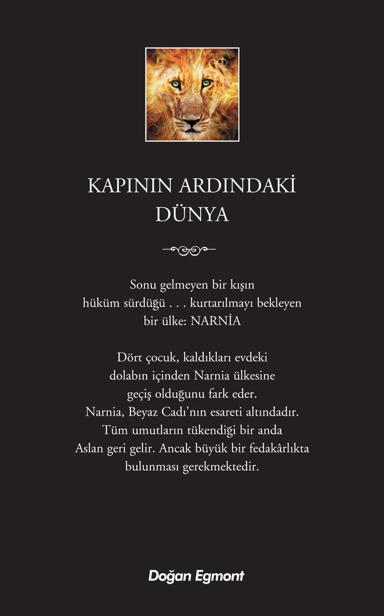 KAPININ ARDINDAKİ
DÜNYA
Sonu gelmeyen bir kışın
hüküm sürdüğü . . . kurtarılmayı bekleyen
bir ülke: NARNİA
Dört çocuk, kaldıkları evdeki
dolabın içinden Narnia ülkesine
geçiş olduğunu fark eder.
Narnia, Beyaz Cadı’nın esareti altındadır.
Tüm umutların tükendiği bir anda
Aslan geri gelir. Ancak büyük bir fedakârlıkta
bulunması gerekmektedir.
Doğan Egmont